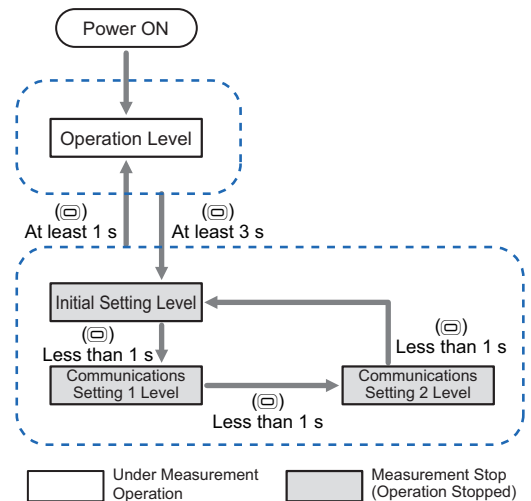 Power ON
Operation Level
( )
At least 1 s
( )
At least 3 s
Initial Setting Level
( )
Less than 1 s
( )
Less than 1 s
Communications
Setting 1 Level
Communications
Setting 2 Level
( )
Less than 1 s
Under Measurement
Operation
Measurement Stop
(Operation Stopped)